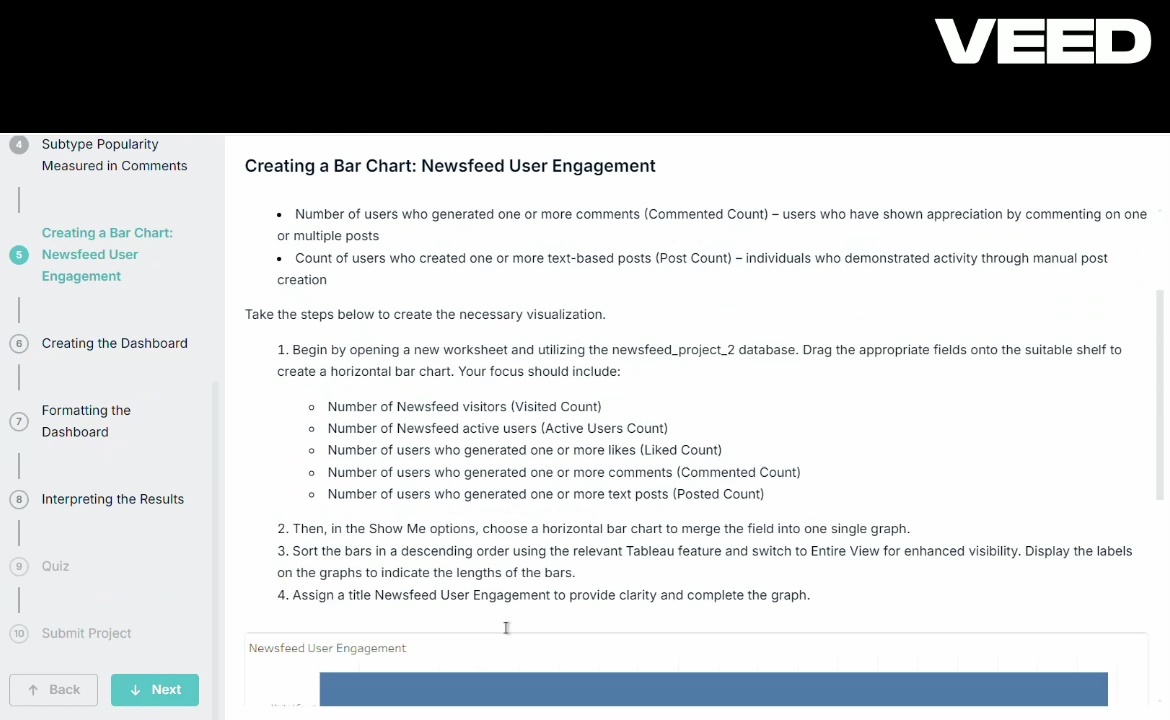 VEED
4 Subtype Popularity
Measured in Comments
Creating a Bar Chart:
5 Newsfeed User
Engagement
6 Creating the Dashboard
7 Formatting the
Dashboard
8 Interpreting the Results
9 Quiz
10 Submit Project
↑ Back ↓ Next
Creating a Bar Chart: Newsfeed User Engagement
• Number of users who generated one or more comments (Commented Count) – users who have shown appreciation by commenting on one
or multiple posts
• Count of users who created one or more text-based posts (Post Count) – individuals who demonstrated activity through manual post
creation
Take the steps below to create the necessary visualization.
1. Begin by opening a new worksheet and utilizing the newsfeed_project_2 database. Drag the appropriate fields onto the suitable shelf to
create a horizontal bar chart. Your focus should include:
Number of Newsfeed visitors (Visited Count)
Number of Newsfeed active users (Active Users Count)
Number of users who generated one or more likes (Liked Count)
Number of users who generated one or more comments (Commented Count)
Number of users who generated one or more text posts (Posted Count)
2. Then, in the Show Me options, choose a horizontal bar chart to merge the field into one single graph.
3. Sort the bars in a descending order using the relevant Tableau feature and switch to Entire View for enhanced visibility. Display the labels
on the graphs to indicate the lengths of the bars.
4. Assign a title Newsfeed User Engagement to provide clarity and complete the graph.
Newsfeed User Engagement